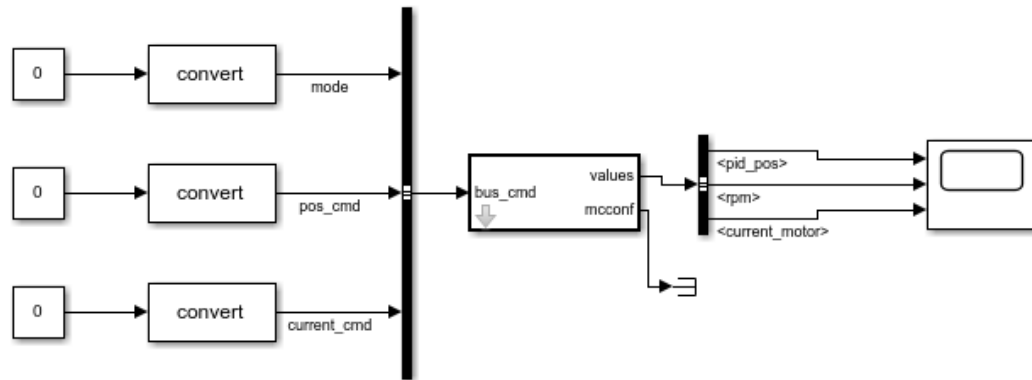 0
convert
mode
0
convert
pos_cmd
bus_cmd
values
mcconf
<pid_pos>
<rpm>
<current_motor>
0
convert
current_cmd